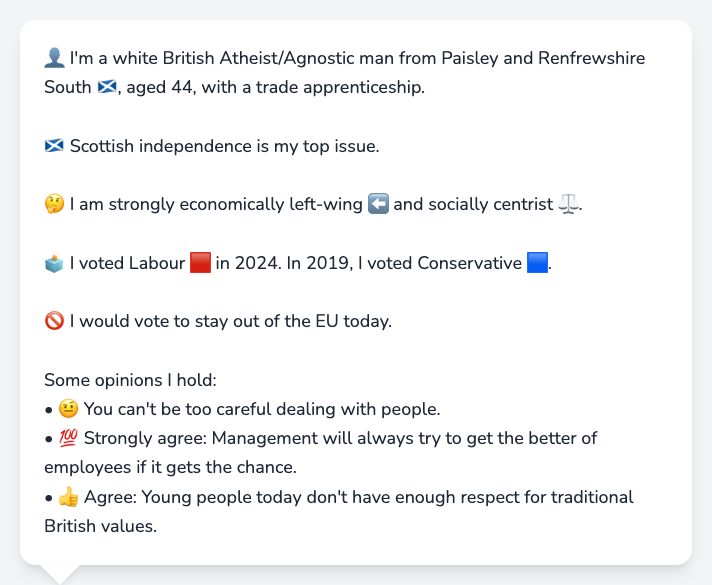 👤 I'm a white British Atheist/Agnostic man from Paisley and Renfrewshire
South 🏴󠁧󠁢󠁳󠁣󠁴󠁿, aged 44, with a trade apprenticeship.
🏴󠁧󠁢󠁳󠁣󠁴󠁿 Scottish independence is my top issue.
🤔 I am strongly economically left-wing ⬅️ and socially centrist ⚖️.
🗳️ I voted Labour 🟥 in 2024. In 2019, I voted Conservative 🟦.
🚫 I would vote to stay out of the EU today.
Some opinions I hold:
• 🤨 You can't be too careful dealing with people.
• 💯 Strongly agree: Management will always try to get the better of
employees if it gets the chance.
• 👍 Agree: Young people today don't have enough respect for traditional
British values.